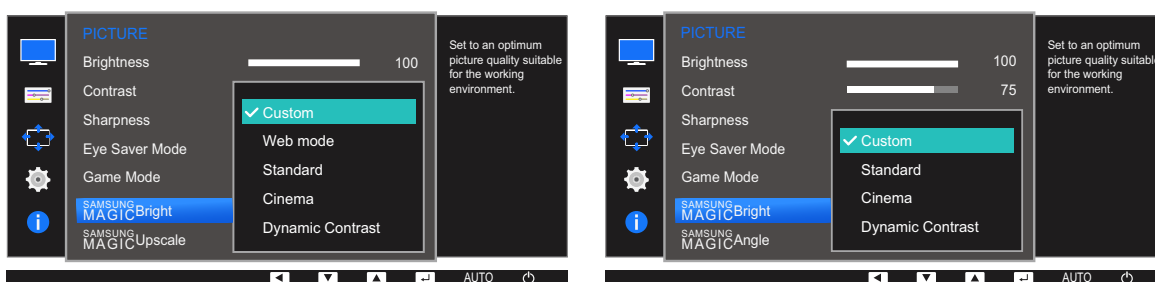 PICTURE
Brightness 100
Contrast
Sharpness
Eye Saver Mode
Game Mode
SAMSUNG
MAGICBright
SAMSUNG
MAGICUpscale
Custom
Web mode
Standard
Cinema
Dynamic Contrast
Set to an optimum
picture quality suitable
for the working
environment.
AUTO
PICTURE
Brightness 100
Contrast 75
Sharpness
Eye Saver Mode
Game Mode
SAMSUNG
MAGICBright
SAMSUNG
MAGICAngle
Custom
Standard
Cinema
Dynamic Contrast
Set to an optimum
picture quality suitable
for the working
environment.
AUTO